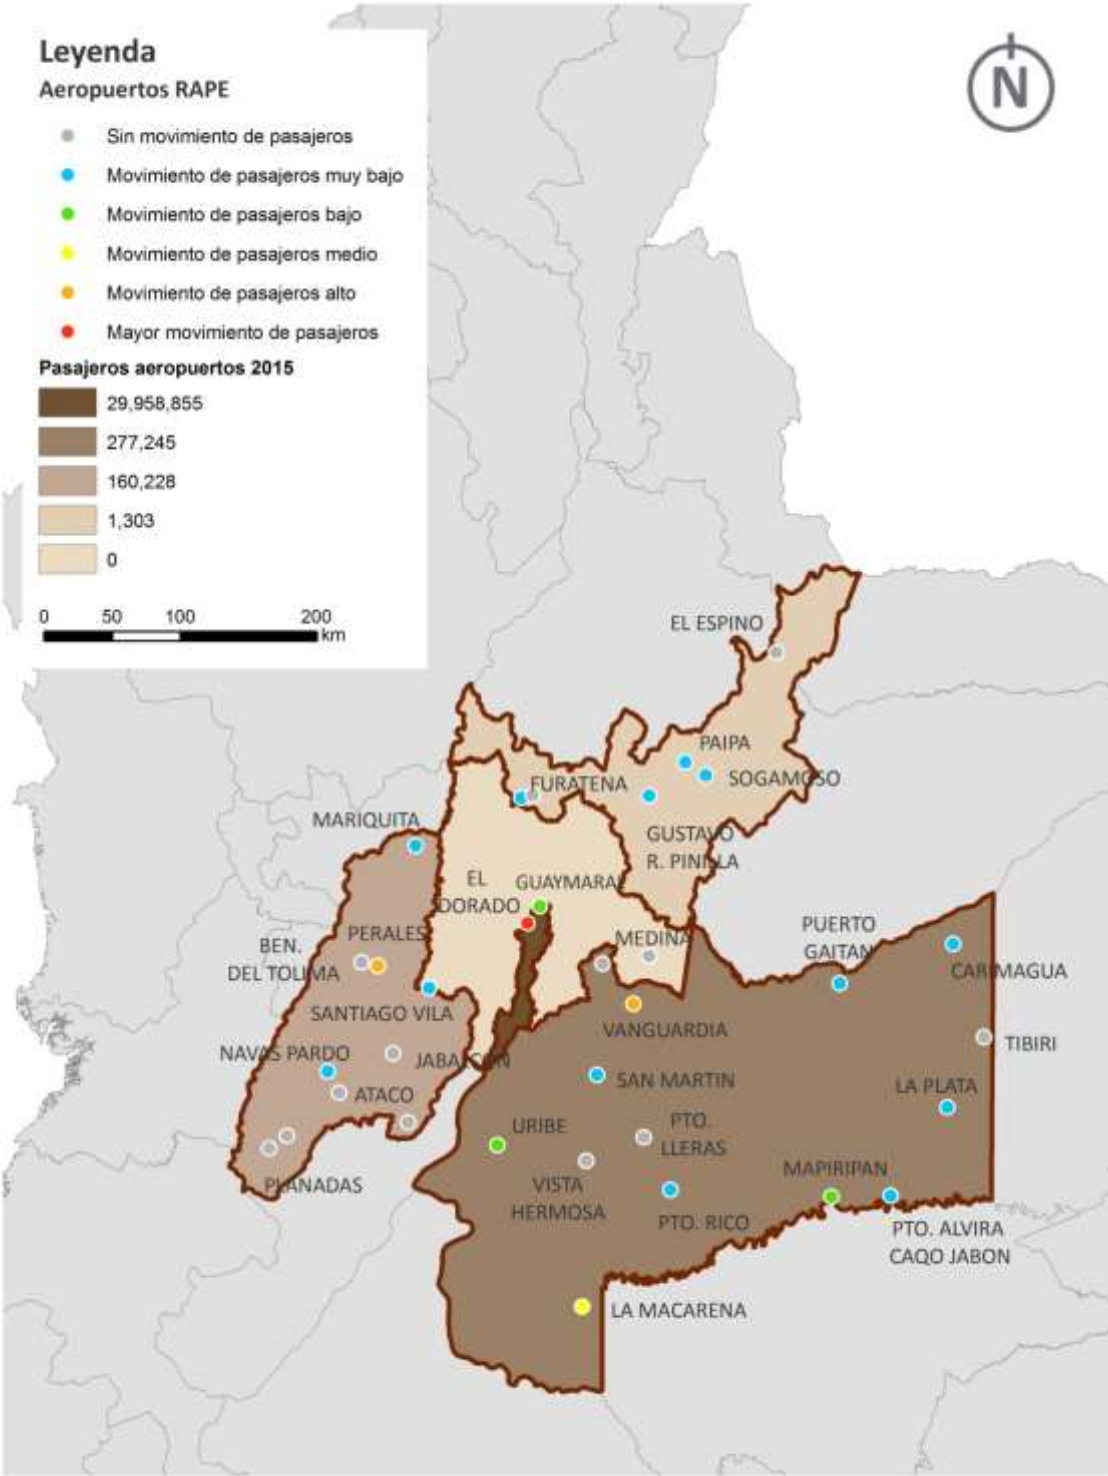 Leyenda
Aeropuertos RAPE
Sin movimiento de pasajeros
Movimiento de pasajeros muy bajo
Movimiento de pasajeros bajo
Movimiento de pasajeros medio
Movimiento de pasajeros alto
Mayor movimiento de pasajeros
Pasajeros aeropuertos 2015
29,958,855
277,245
160,228
1,303
0
0 50 100 200
km
N
EL ESPINO
PAIPA
SOGAMOSO
FURATENA
MARIQUITA
GUSTAVO
R. PINILLA
EL
DORADO
GUAYMARAL
PERALES
BEN.
DEL TOLIMA
MEDINA
PUERTO
GAITAN
CARIMAGUA
SANTIAGO VILA
VANGUARDIA
TIBIRI
NAVAS PARDO
JABALCON
SAN MARTIN
LA PLATA
ATACO
URIBE
PTO.
LLERAS
PLANADAS
VISTA
HERMOSA
MAPIRIPAN
PTO. RICO
PTO. ALVIRA
CAQO JABON
LA MACARENA